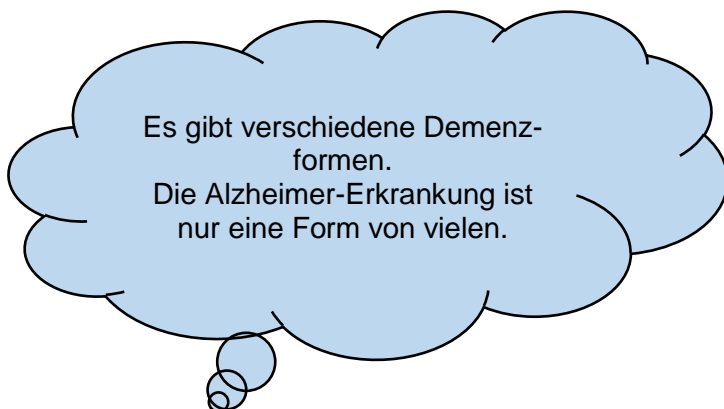 Es gibt verschiedene Demenz-
formen.
Die Alzheimer-Erkrankung ist
nur eine Form von vielen.